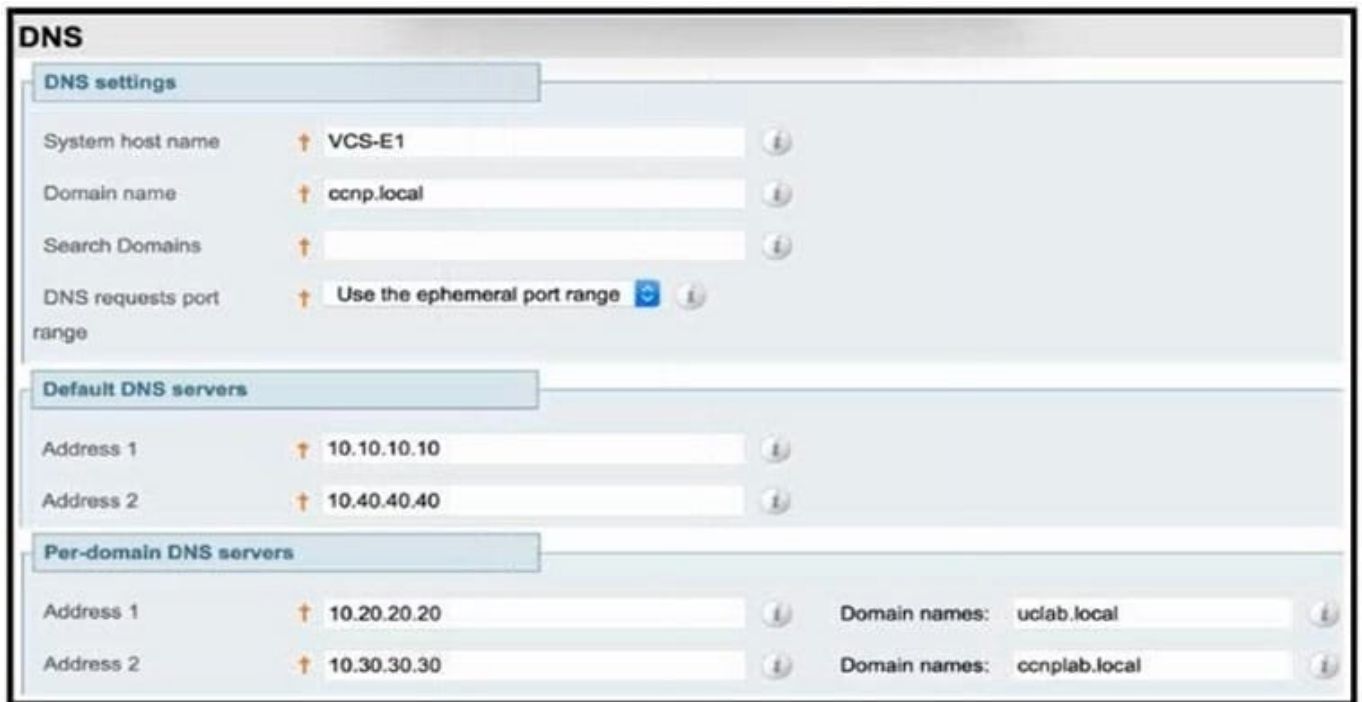 DNS
DNS settings
System host name † VCS-E1 i
Domain name † ccnp.local i
Search Domains † i
DNS requests port range † Use the ephemeral port range i
Default DNS servers
Address 1 † 10.10.10.10 i
Address 2 † 10.40.40.40 i
Per-domain DNS servers
Address 1 † 10.20.20.20 i Domain names: uclab.local i
Address 2 † 10.30.30.30 i Domain names: ccnplab.local i